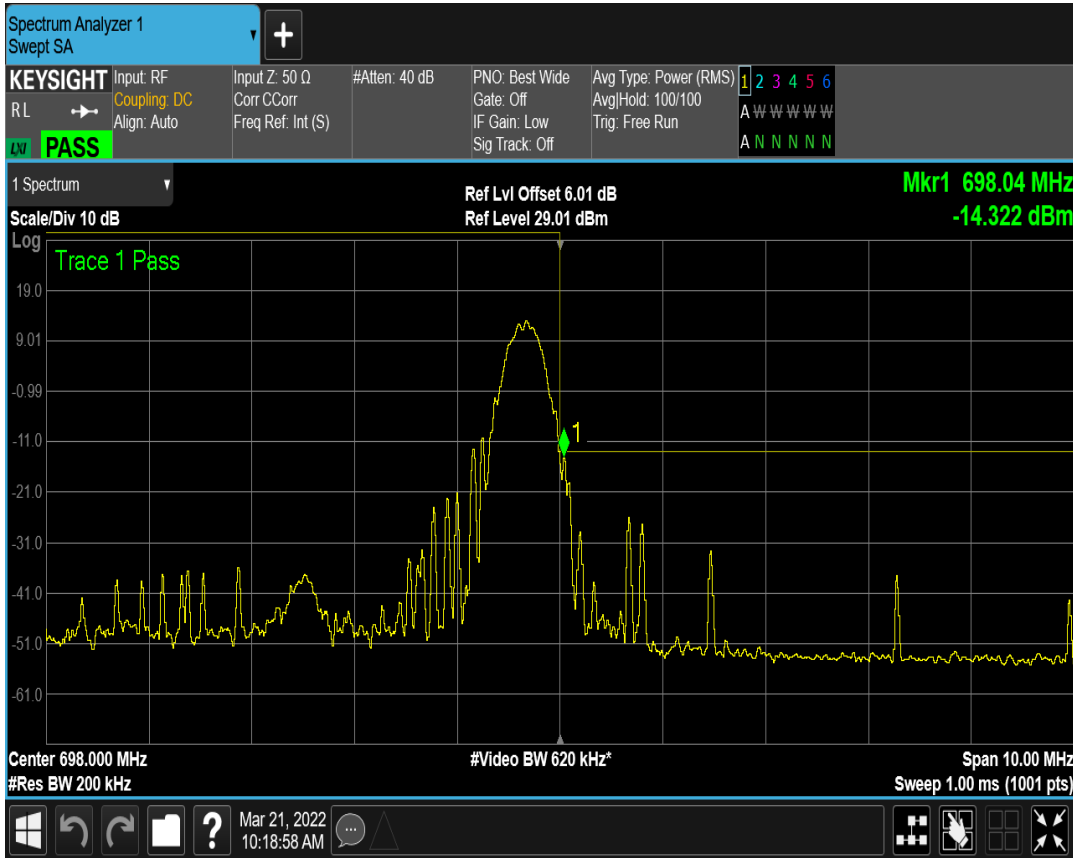 Spectrum Analyzer 1
Swept SA
+
KEYSIGHT
RL
LXI PASS
Input: RF
Coupling: DC
Align: Auto
Input Z: 50 Ω
Corr CCorr
Freq Ref: Int (S)
#Atten: 40 dB
PNO: Best Wide
Gate: Off
IF Gain: Low
Sig Track: Off
Avg Type: Power (RMS)
Avg|Hold: 100/100
Trig: Free Run
1 2 3 4 5 6
A W W W W W
A N N N N N
1 Spectrum
Scale/Div 10 dB
Ref Lvl Offset 6.01 dB
Ref Level 29.01 dBm
Mkr1 698.04 MHz
-14.322 dBm
Log
Trace 1 Pass
19.0
9.01
-0.99
-11.0
1
-21.0
-31.0
-41.0
-51.0
-61.0
Center 698.000 MHz
#Video BW 620 kHz*
Span 10.00 MHz
#Res BW 200 kHz
Sweep 1.00 ms (1001 pts)
?
Mar 21, 2022
10:18:58 AM